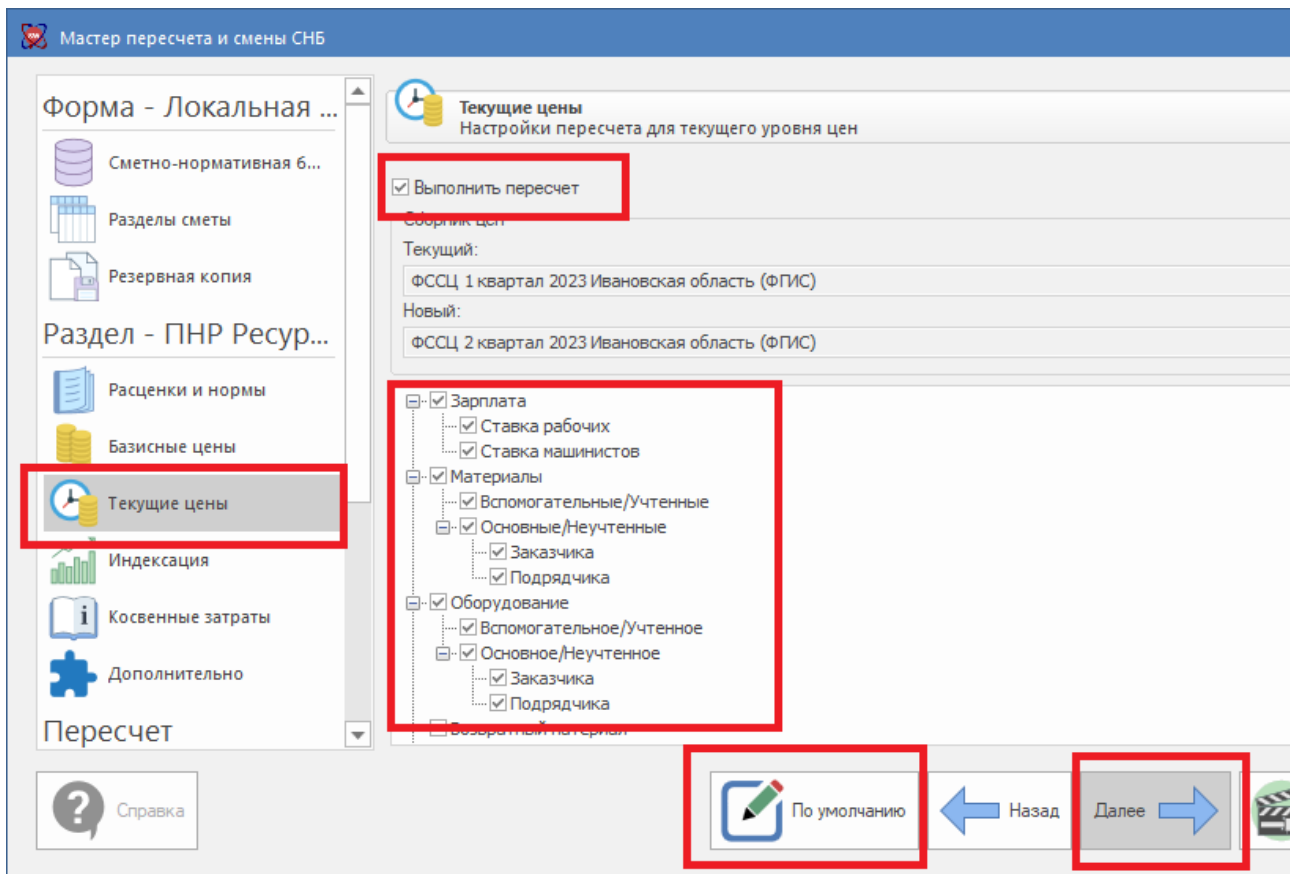 Мастер пересчета и смены СНБ
Форма - Локальная ...
Сметно-нормативная б...
Разделы сметы
Резервная копия
Раздел - ПНР Ресур...
Расценки и нормы
Базисные цены
Текущие цены
Индексация
Косвенные затраты
Дополнительно
Пересчет
Текущие цены
Настройки пересчета для текущего уровня цен
Выполнить пересчет
Сборник цен
Текущий:
ФССЦ 1 квартал 2023 Ивановская область (ФГИС)
Новый:
ФССЦ 2 квартал 2023 Ивановская область (ФГИС)
Зарплата
Ставка рабочих
Ставка машинистов
Материалы
Вспомогательные/Учтенные
Основные/Неучтенные
Заказчика
Подрядчика
Оборудование
Вспомогательное/Учтенное
Основное/Неучтенное
Заказчика
Подрядчика
Возвратный материал
Справка
По умолчанию
Назад
Далее